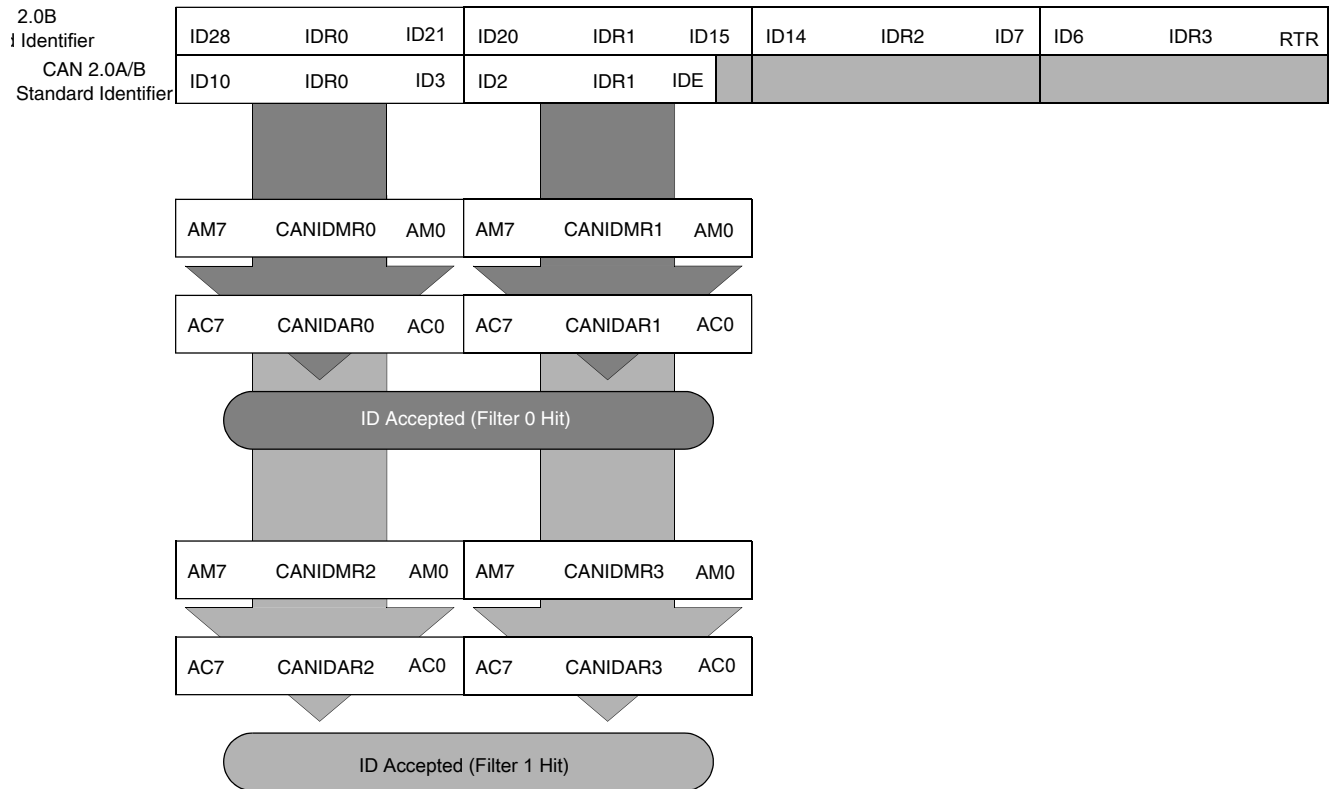 2.0B
Identifier
ID28 IDR0 ID21 ID20 IDR1 ID15 ID14 IDR2 ID7 ID6 IDR3 RTR
CAN 2.0A/B
Standard Identifier
ID10 IDR0 ID3 ID2 IDR1 IDE
AM7 CANIDMR0 AM0 AM7 CANIDMR1 AM0
AC7 CANIDAR0 AC0 AC7 CANIDAR1 AC0
ID Accepted (Filter 0 Hit)
AM7 CANIDMR2 AM0 AM7 CANIDMR3 AM0
AC7 CANIDAR2 AC0 AC7 CANIDAR3 AC0
ID Accepted (Filter 1 Hit)